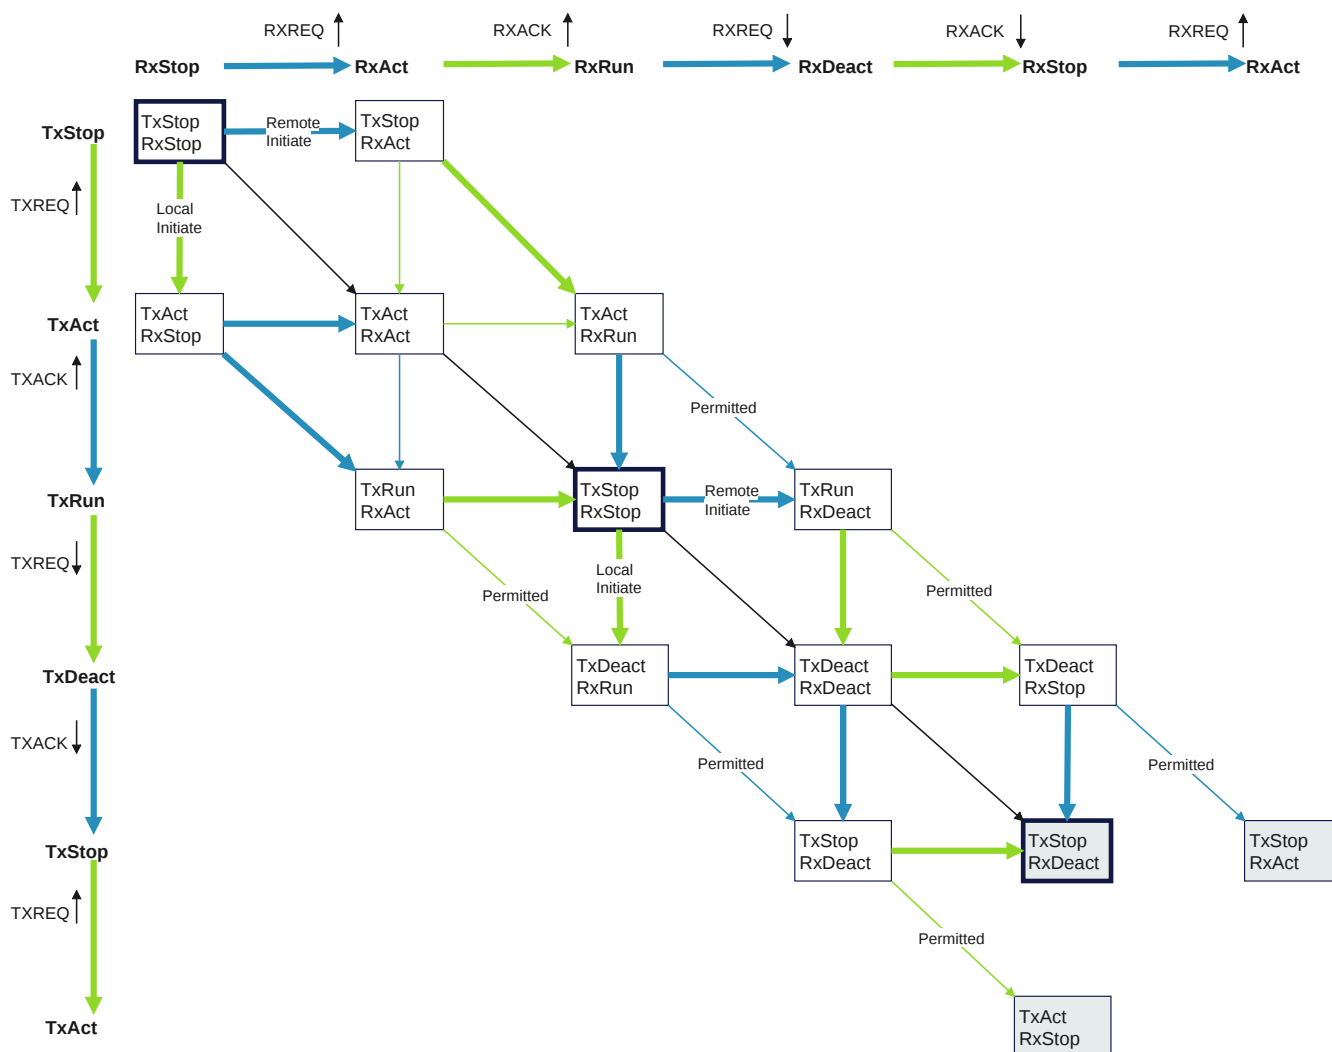 RXREQ
RXACK
RXREQ
RXACK
RXREQ
RxStop
RxAct
RxRun
RxDeact
RxStop
RxAct
TxStop
TxStop
RxStop
Remote
Initiate
TxStop
RxAct
TXREQ
Local
Initiate
TxAct
TxAct
RxStop
TxAct
RxAct
TxAct
RxRun
TXACK
Permitted
TxRun
TxRun
RxAct
TxStop
RxStop
Remote
Initiate
TxRun
RxDeact
TXREQ
Permitted
Local
Initiate
Permitted
TxDeact
TxDeact
RxRun
TxDeact
RxDeact
TxDeact
RxStop
TXACK
Permitted
Permitted
TxStop
TxStop
RxDeact
TxStop
RxDeact
TxStop
RxAct
TXREQ
Permitted
TxAct
TxAct
RxStop